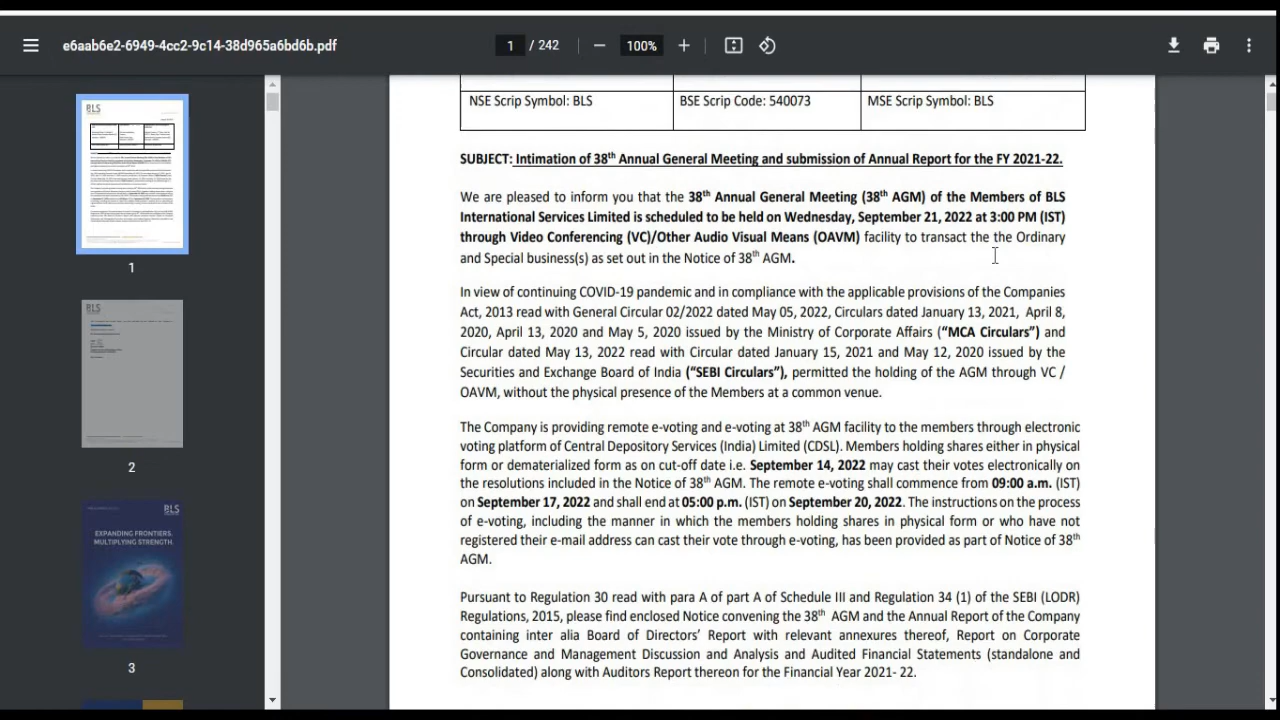 e6aab6e2-6949-4cc2-9c14-38d965a6bd6b.pdf
1 / 242
100%
NSE Scrip Symbol: BLS BSE Scrip Code: 540073 MSE Scrip Symbol: BLS
SUBJECT: Intimation of 38th Annual General Meeting and submission of Annual Report for the FY 2021-22.
We are pleased to inform you that the 38th Annual General Meeting (38th AGM) of the Members of BLS
International Services Limited is scheduled to be held on Wednesday, September 21, 2022 at 3:00 PM (IST)
through Video Conferencing (VC)/Other Audio Visual Means (OAVM) facility to transact the the Ordinary
and Special business(s) as set out in the Notice of 38th AGM.
In view of continuing COVID-19 pandemic and in compliance with the applicable provisions of the Companies
Act, 2013 read with General Circular 02/2022 dated May 05, 2022, Circulars dated January 13, 2021, April 8,
2020, April 13, 2020 and May 5, 2020 issued by the Ministry of Corporate Affairs (“MCA Circulars”) and
Circular dated May 13, 2022 read with Circular dated January 15, 2021 and May 12, 2020 issued by the
Securities and Exchange Board of India (“SEBI Circulars”), permitted the holding of the AGM through VC /
OAVM, without the physical presence of the Members at a common venue.
The Company is providing remote e-voting and e-voting at 38th AGM facility to the members through electronic
voting platform of Central Depository Services (India) Limited (CDSL). Members holding shares either in physical
form or dematerialized form as on cut-off date i.e. September 14, 2022 may cast their votes electronically on
the resolutions included in the Notice of 38th AGM. The remote e-voting shall commence from 09:00 a.m. (IST)
on September 17, 2022 and shall end at 05:00 p.m. (IST) on September 20, 2022. The instructions on the process
of e-voting, including the manner in which the members holding shares in physical form or who have not
registered their e-mail address can cast their vote through e-voting, has been provided as part of Notice of 38th
AGM.
Pursuant to Regulation 30 read with para A of part A of Schedule III and Regulation 34 (1) of the SEBI (LODR)
Regulations, 2015, please find enclosed Notice convening the 38th AGM and the Annual Report of the Company
containing inter alia Board of Directors’ Report with relevant annexures thereof, Report on Corporate
Governance and Management Discussion and Analysis and Audited Financial Statements (standalone and
Consolidated) along with Auditors Report thereon for the Financial Year 2021- 22.
BLS
1
BLS
2
BLS
EXPANDING FRONTIERS.
MULTIPLYING STRENGTH.
3